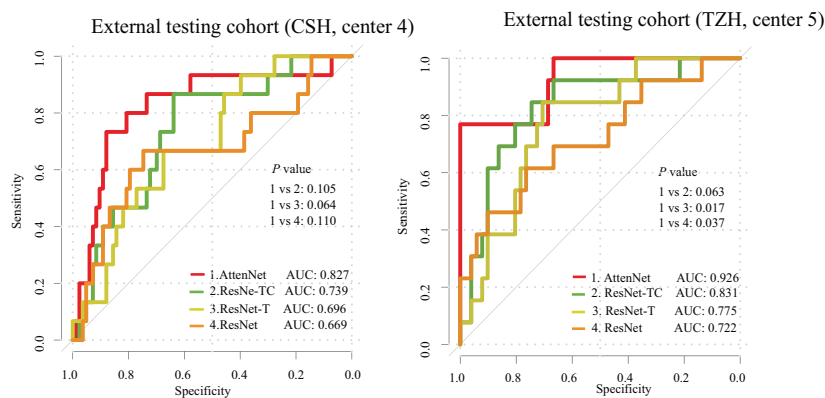 External testing cohort (CSH, center 4)
1.0
0.8
0.6
0.4
0.2
0.0
Sensitivity
P value
1 vs 2: 0.105
1 vs 3: 0.064
1 vs 4: 0.110
1.AttenNet AUC: 0.827
2.ResNe-TC AUC: 0.739
3.ResNet-T AUC: 0.696
4.ResNet AUC: 0.669
1.0 0.8 0.6 0.4 0.2 0.0
Specificity
External testing cohort (TZH, center 5)
1.0
0.8
0.6
0.4
0.2
0.0
Sensitivity
P value
1 vs 2: 0.063
1 vs 3: 0.017
1 vs 4: 0.037
1. AttenNet AUC: 0.926
2. ResNet-TC AUC: 0.831
3. ResNet-T AUC: 0.775
4. ResNet AUC: 0.722
1.0 0.8 0.6 0.4 0.2 0.0
Specificity